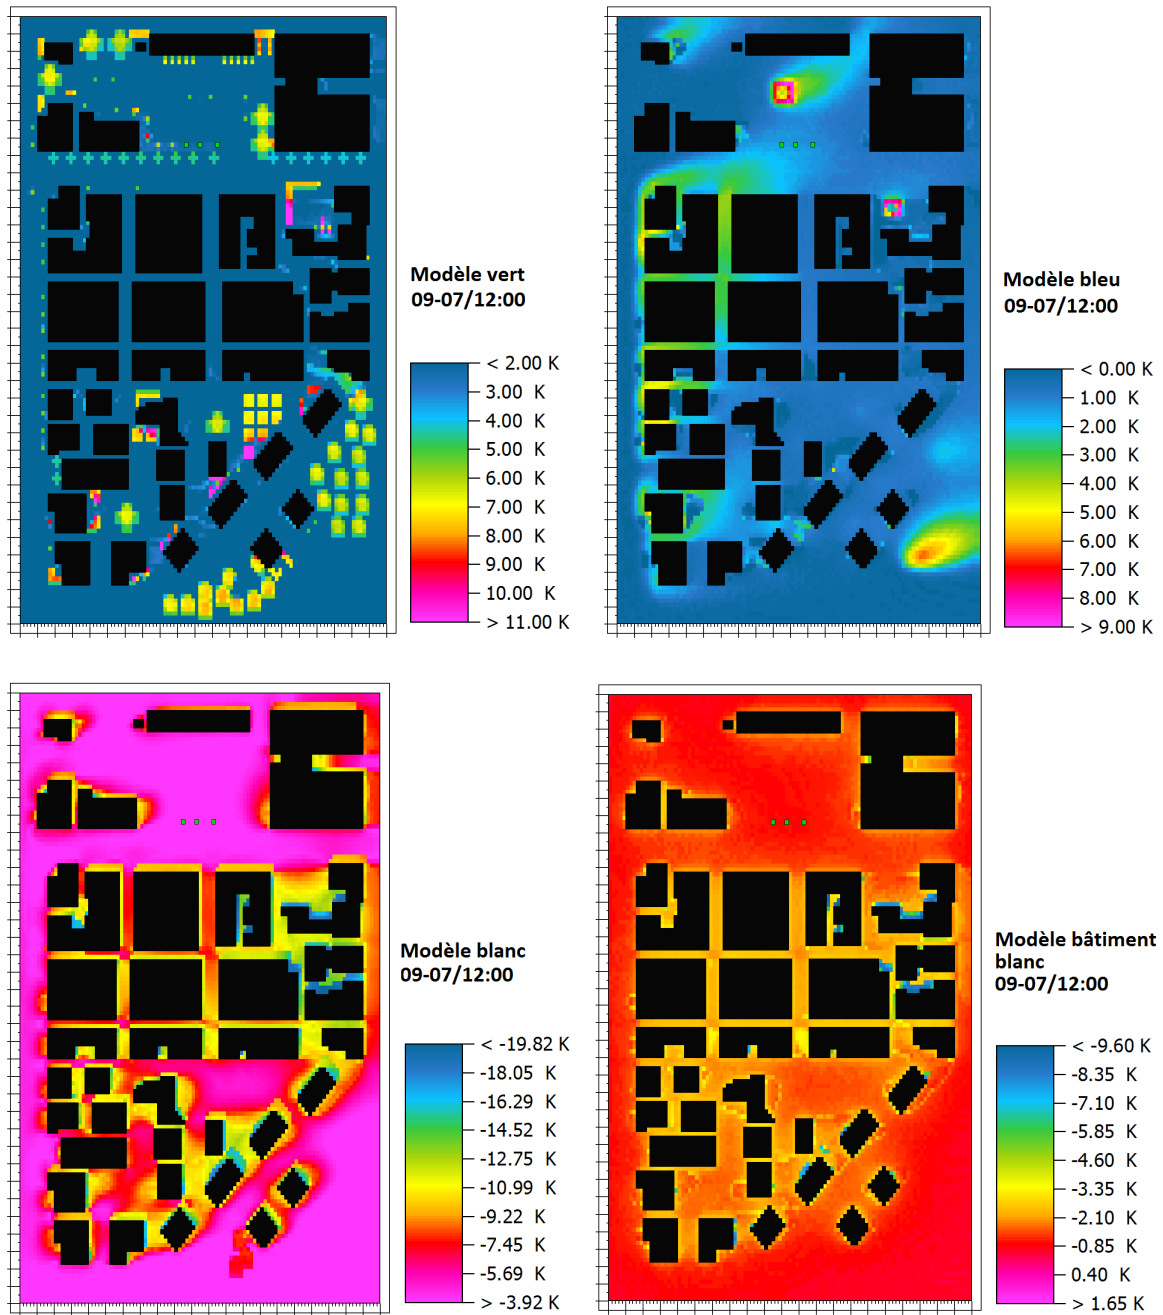 Modèle vert
09-07/12:00
< 2.00 K
3.00 K
4.00 K
5.00 K
6.00 K
7.00 K
8.00 K
9.00 K
10.00 K
> 11.00 K
Modèle bleu
09-07/12:00
< 0.00 K
1.00 K
2.00 K
3.00 K
4.00 K
5.00 K
6.00 K
7.00 K
8.00 K
> 9.00 K
Modèle blanc
09-07/12:00
< -19.82 K
-18.05 K
-16.29 K
-14.52 K
-12.75 K
-10.99 K
-9.22 K
-7.45 K
-5.69 K
> -3.92 K
Modèle bâtiment
blanc
09-07/12:00
< -9.60 K
-8.35 K
-7.10 K
-5.85 K
-4.60 K
-3.35 K
-2.10 K
-0.85 K
0.40 K
> 1.65 K